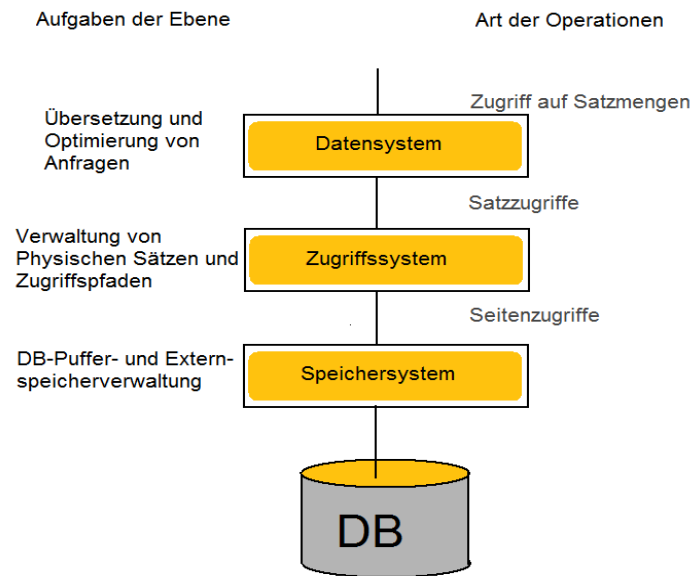 Aufgaben der Ebene
Art der Operationen
Zugriff auf Satzmengen
Übersetzung und
Optimierung von
Anfragen
Datensystem
Satzzugriffe
Verwaltung von
Physischen Sätzen und
Zugriffspfaden
Zugriffssystem
Seitenzugriffe
DB-Puffer- und Extern-
speicherverwaltung
Speichersystem
DB